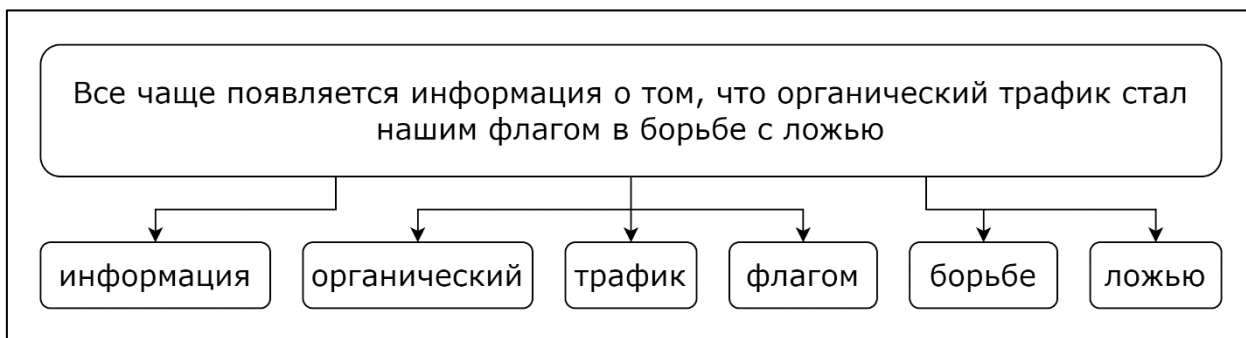 Все чаще появляется информация о том, что органический трафик стал
нашим флагом в борьбе с ложью
информация
органический
трафик
флагом
борьбе
ложью